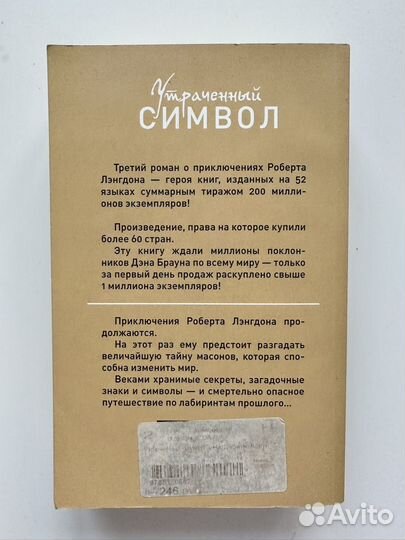 Утраченный
СИМВОЛ
Третий роман о приключениях Роберта
Лэнгдона — героя книг, изданных на 52
языках суммарным тиражом 200 милли-
онов экземпляров!
Произведение, права на которое купили
более 60 стран.
Эту книгу ждали миллионы поклон-
ников Дэна Брауна по всему миру — только
за первый день продаж раскуплено свыше
1 миллиона экземпляров!
Приключения Роберта Лэнгдона про-
должаются.
На этот раз ему предстоит разгадать
величайшую тайну масонов, которая спо-
собна изменить мир.
Веками хранимые секреты, загадочные
знаки и символы — и смертельно опасное
путешествие по лабиринтам прошлого...
246
Avito